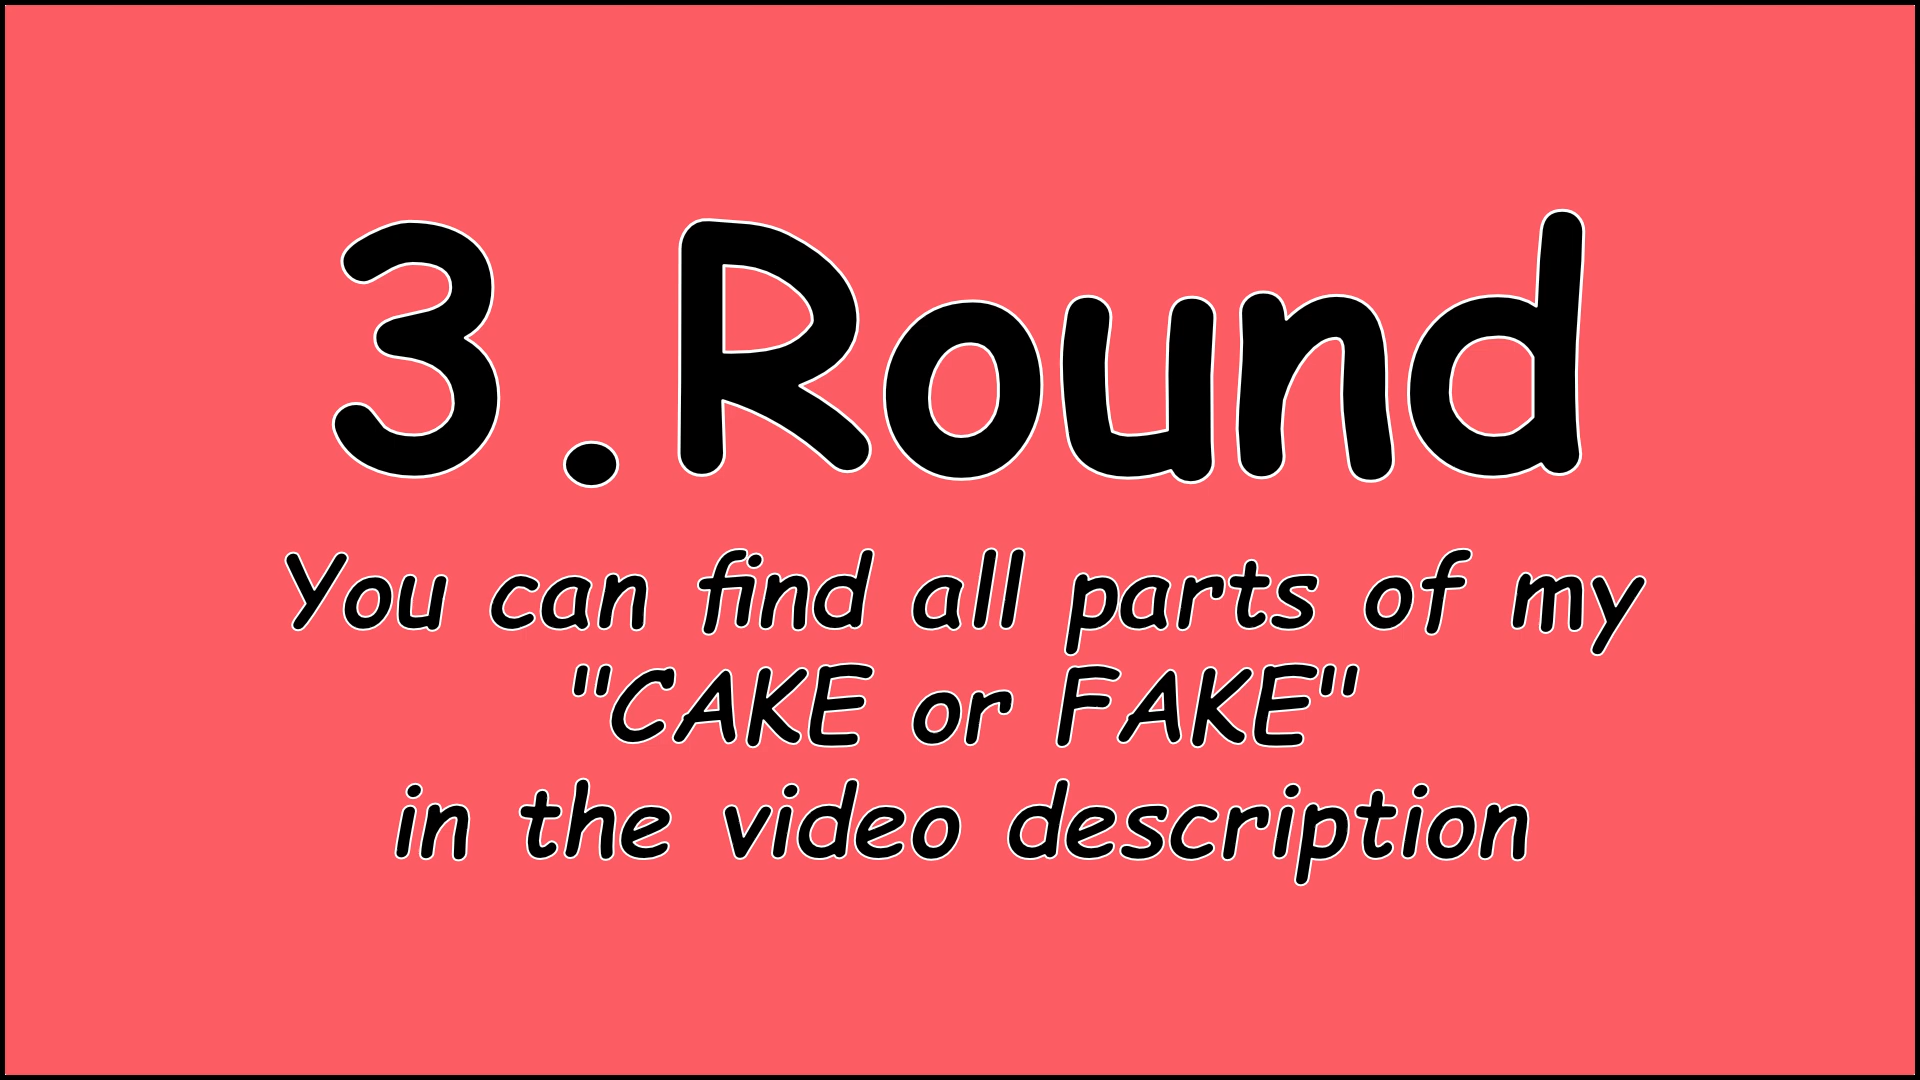 3.Round
You can find all parts of my
"CAKE or FAKE"
in the video description